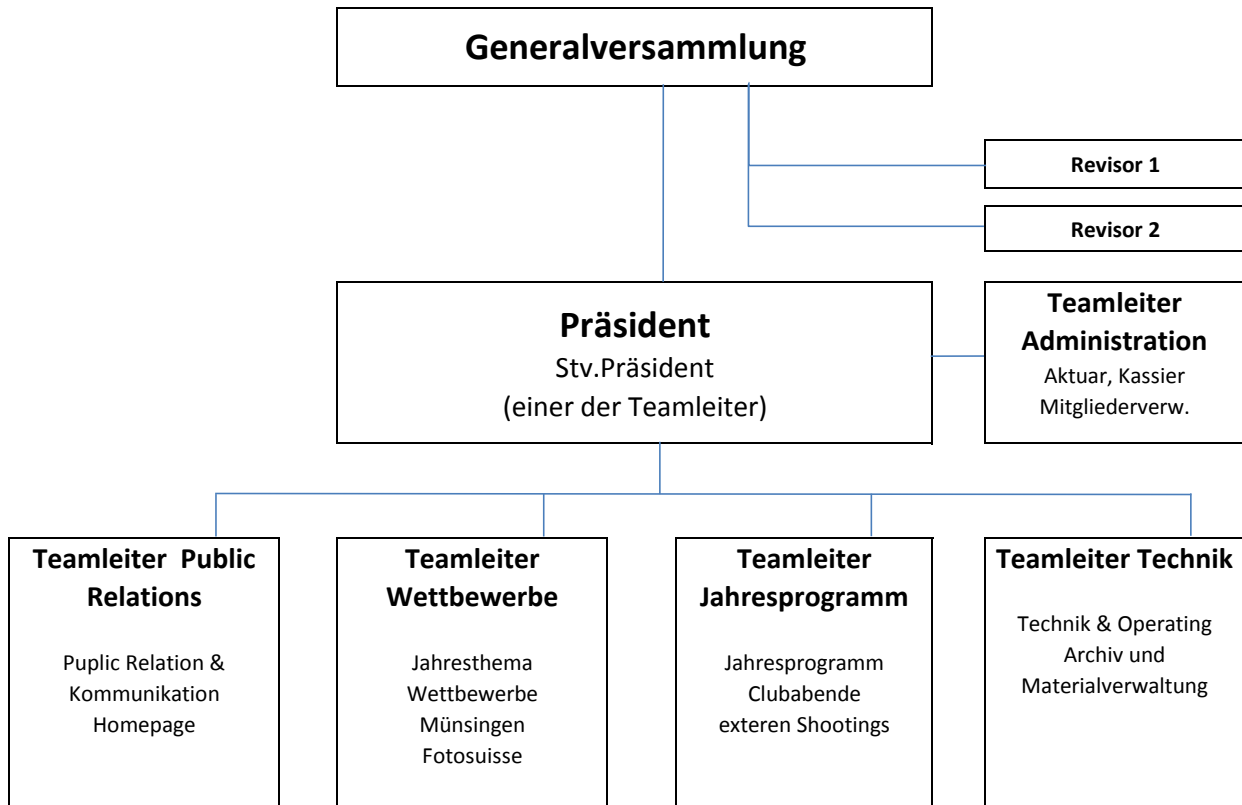 Generalversammlung
Revisor 1
Revisor 2
Präsident
Stv.Präsident
(einer der Teamleiter)
Teamleiter
Administration
Aktuar, Kassier
Mitgliederverw.
Teamleiter Public
Relations
Puplic Relation &
Kommunikation
Homepage
Teamleiter
Wettbewerbe
Jahresthema
Wettbewerbe
Münsingen
Fotosuisse
Teamleiter
Jahresprogramm
Jahresprogramm
Clubabende
exteren Shootings
Teamleiter Technik
Technik & Operating
Archiv und
Materialverwaltung